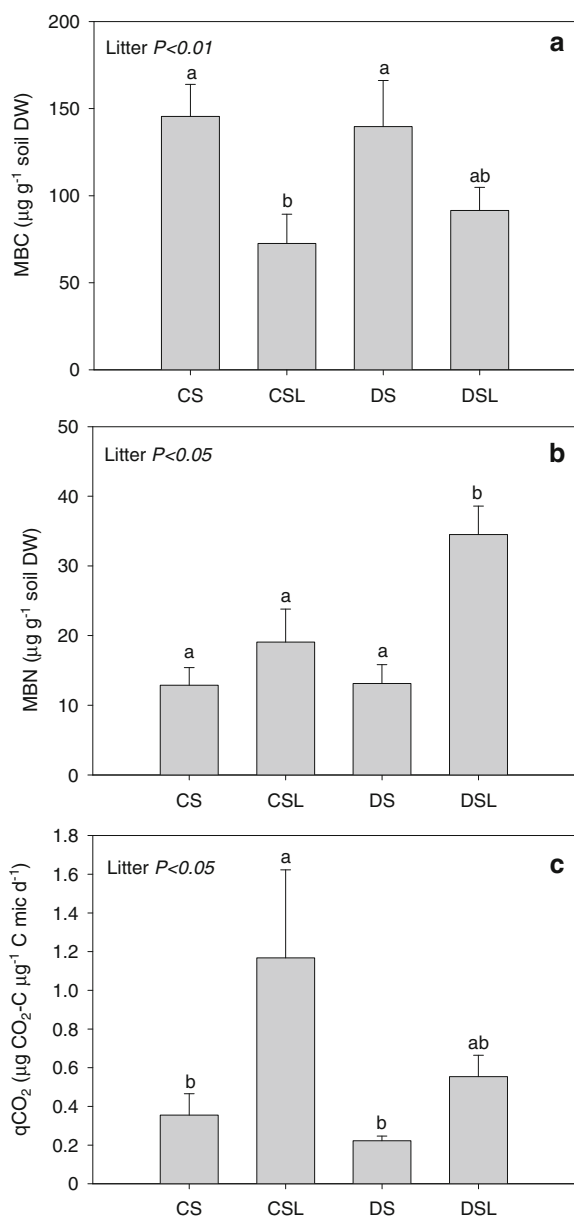 Litter P<0.01
a
200
150
100
50
0
MBC (µg g⁻¹ soil DW)
a
b
a
ab
CS CSL DS DSL
Litter P<0.05
b
50
40
30
20
10
0
MBN (µg g⁻¹ soil DW)
a
a
a
b
CS CSL DS DSL
Litter P<0.05
c
1.8
1.6
1.4
1.2
1.0
0.8
0.6
0.4
0.2
0
qCO₂ (µg CO₂-C µg⁻¹ C mic d⁻¹)
b
a
b
ab
CS CSL DS DSL